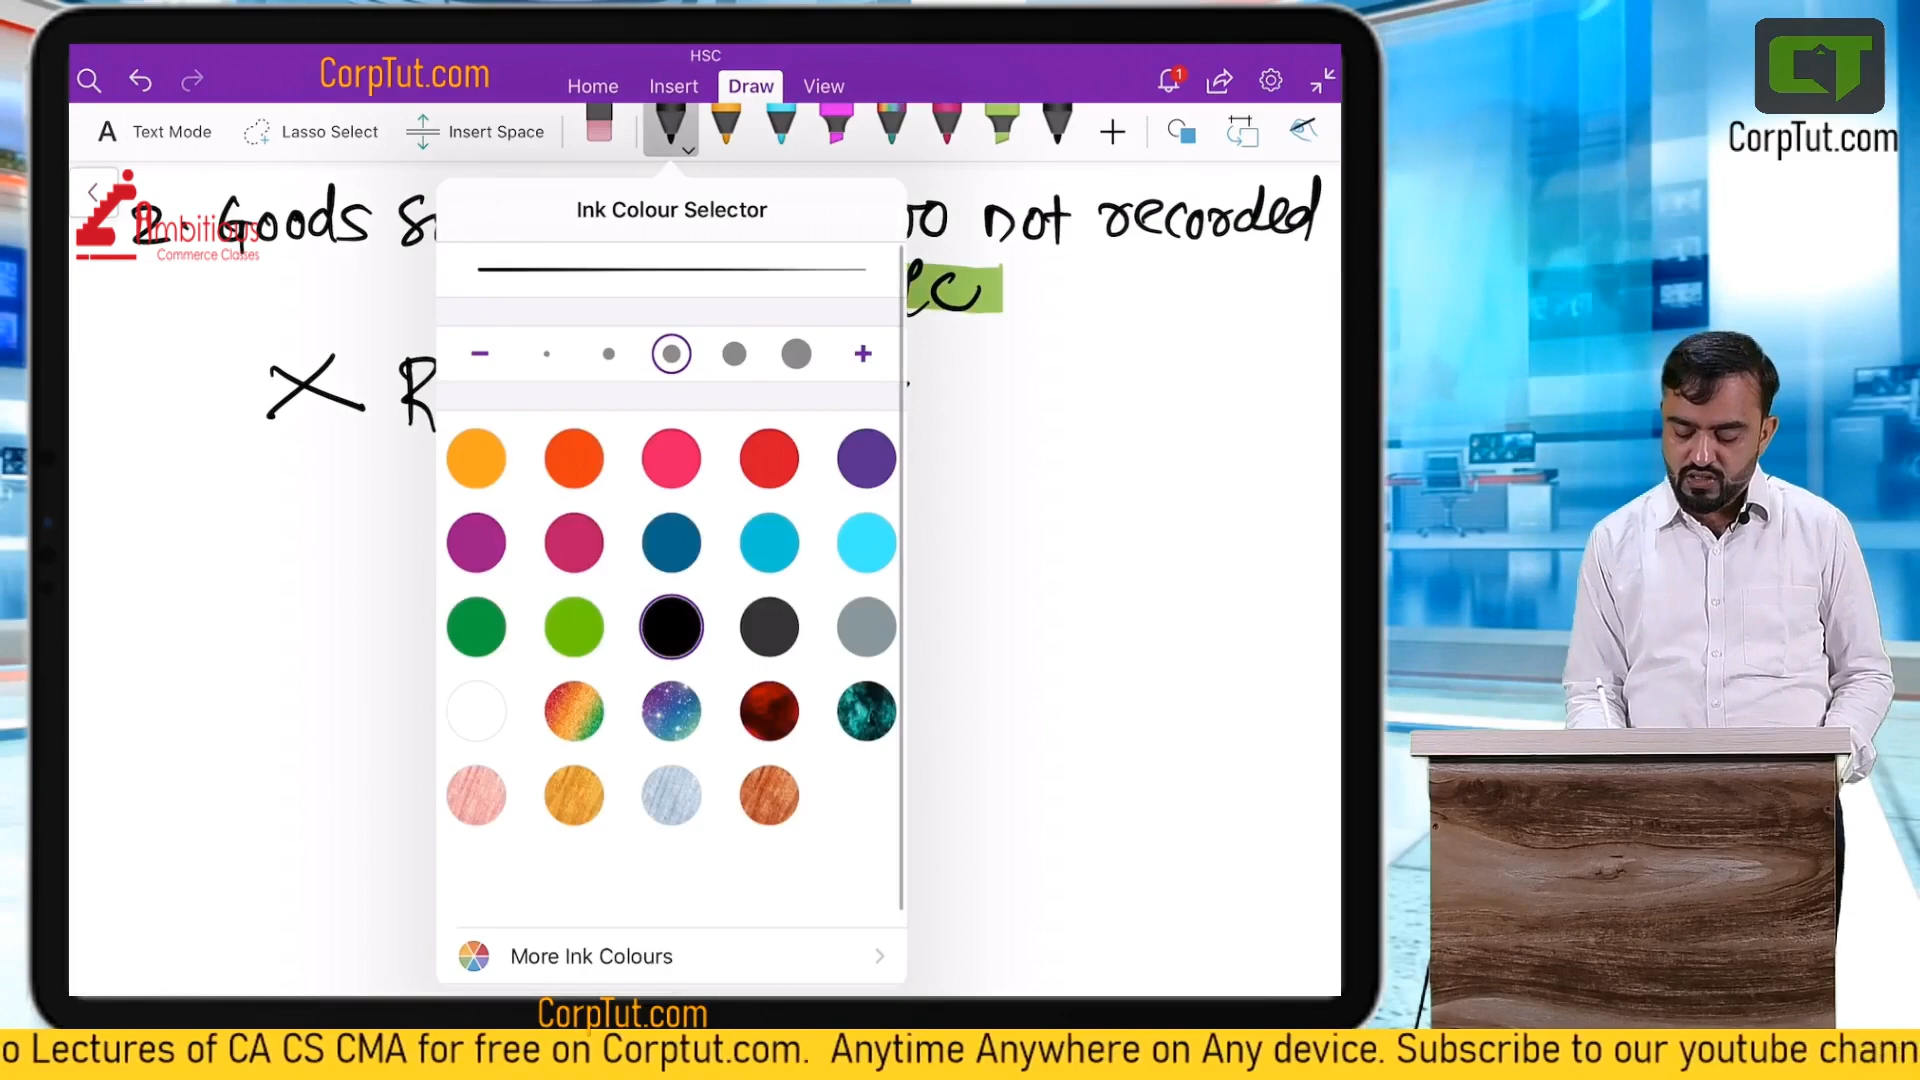 HSC
CorpTut.com
Home Insert Draw View
1
CorpTut.com
A Text Mode Lasso Select Insert Space
Ink Colour Selector
2. Goods not recorded
Ambitious
Commerce Classes
More Ink Colours
CorpTut.com
o Lectures of CA CS CMA for free on Corptut.com. Anytime Anywhere on Any device. Subscribe to our youtube chann